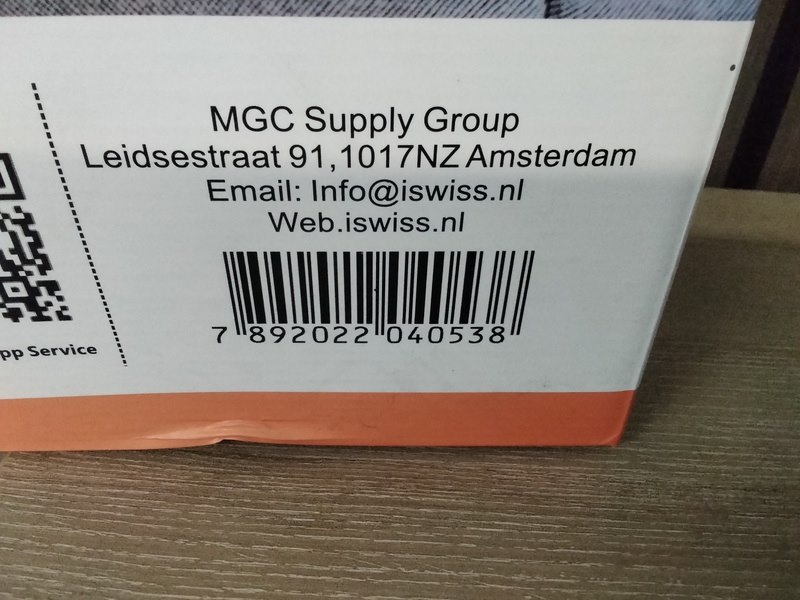 MGC Supply Group
Leidsestraat 91,1017NZ Amsterdam
Email: Info@iswiss.nl
Web.iswiss.nl
7 892022 040538
pp Service